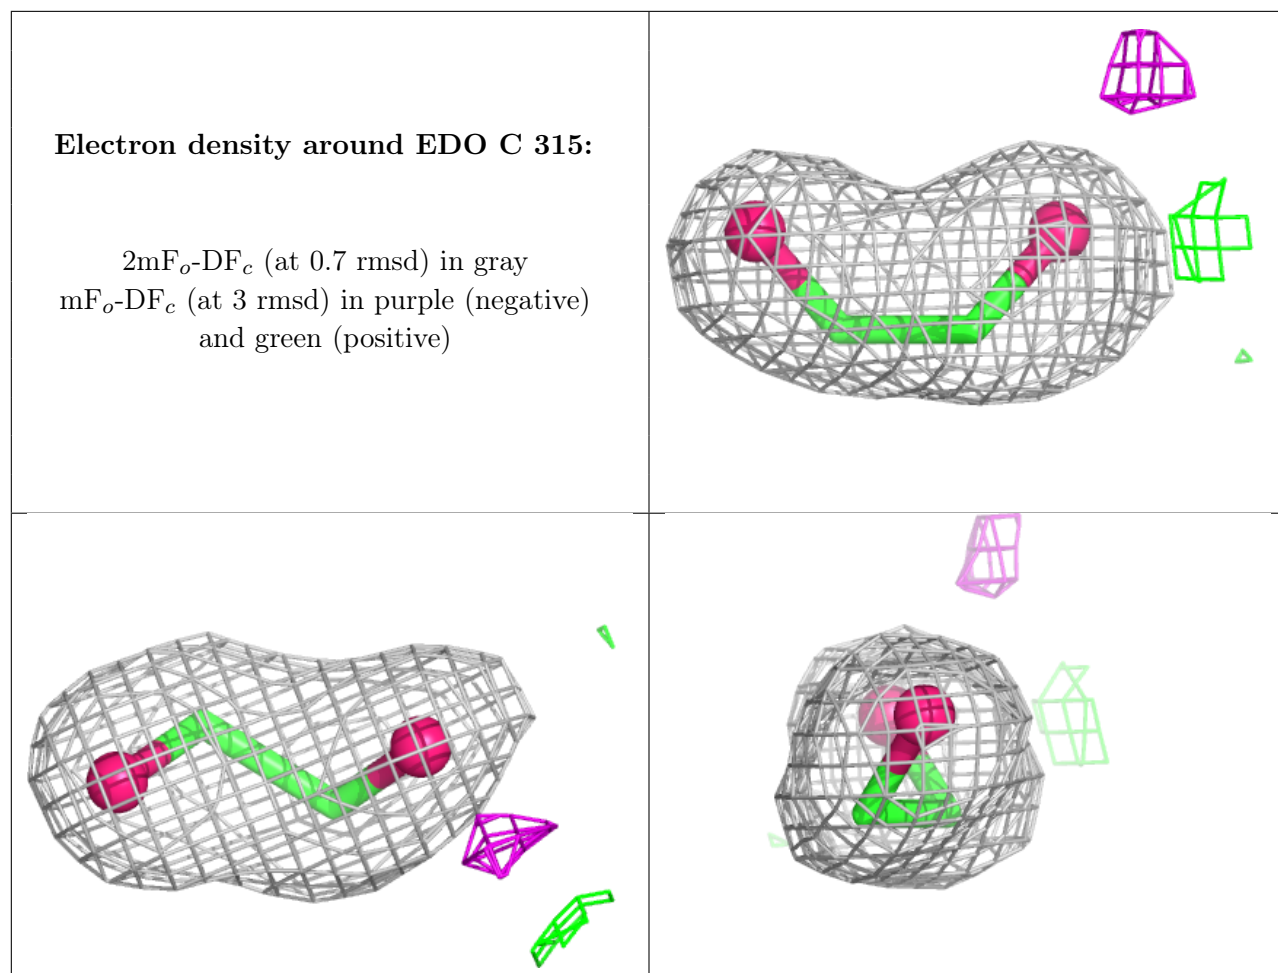 Electron density around EDO C 315:
2mFo-DFc (at 0.7 rmsd) in gray
mFo-DFc (at 3 rmsd) in purple (negative)
and green (positive)